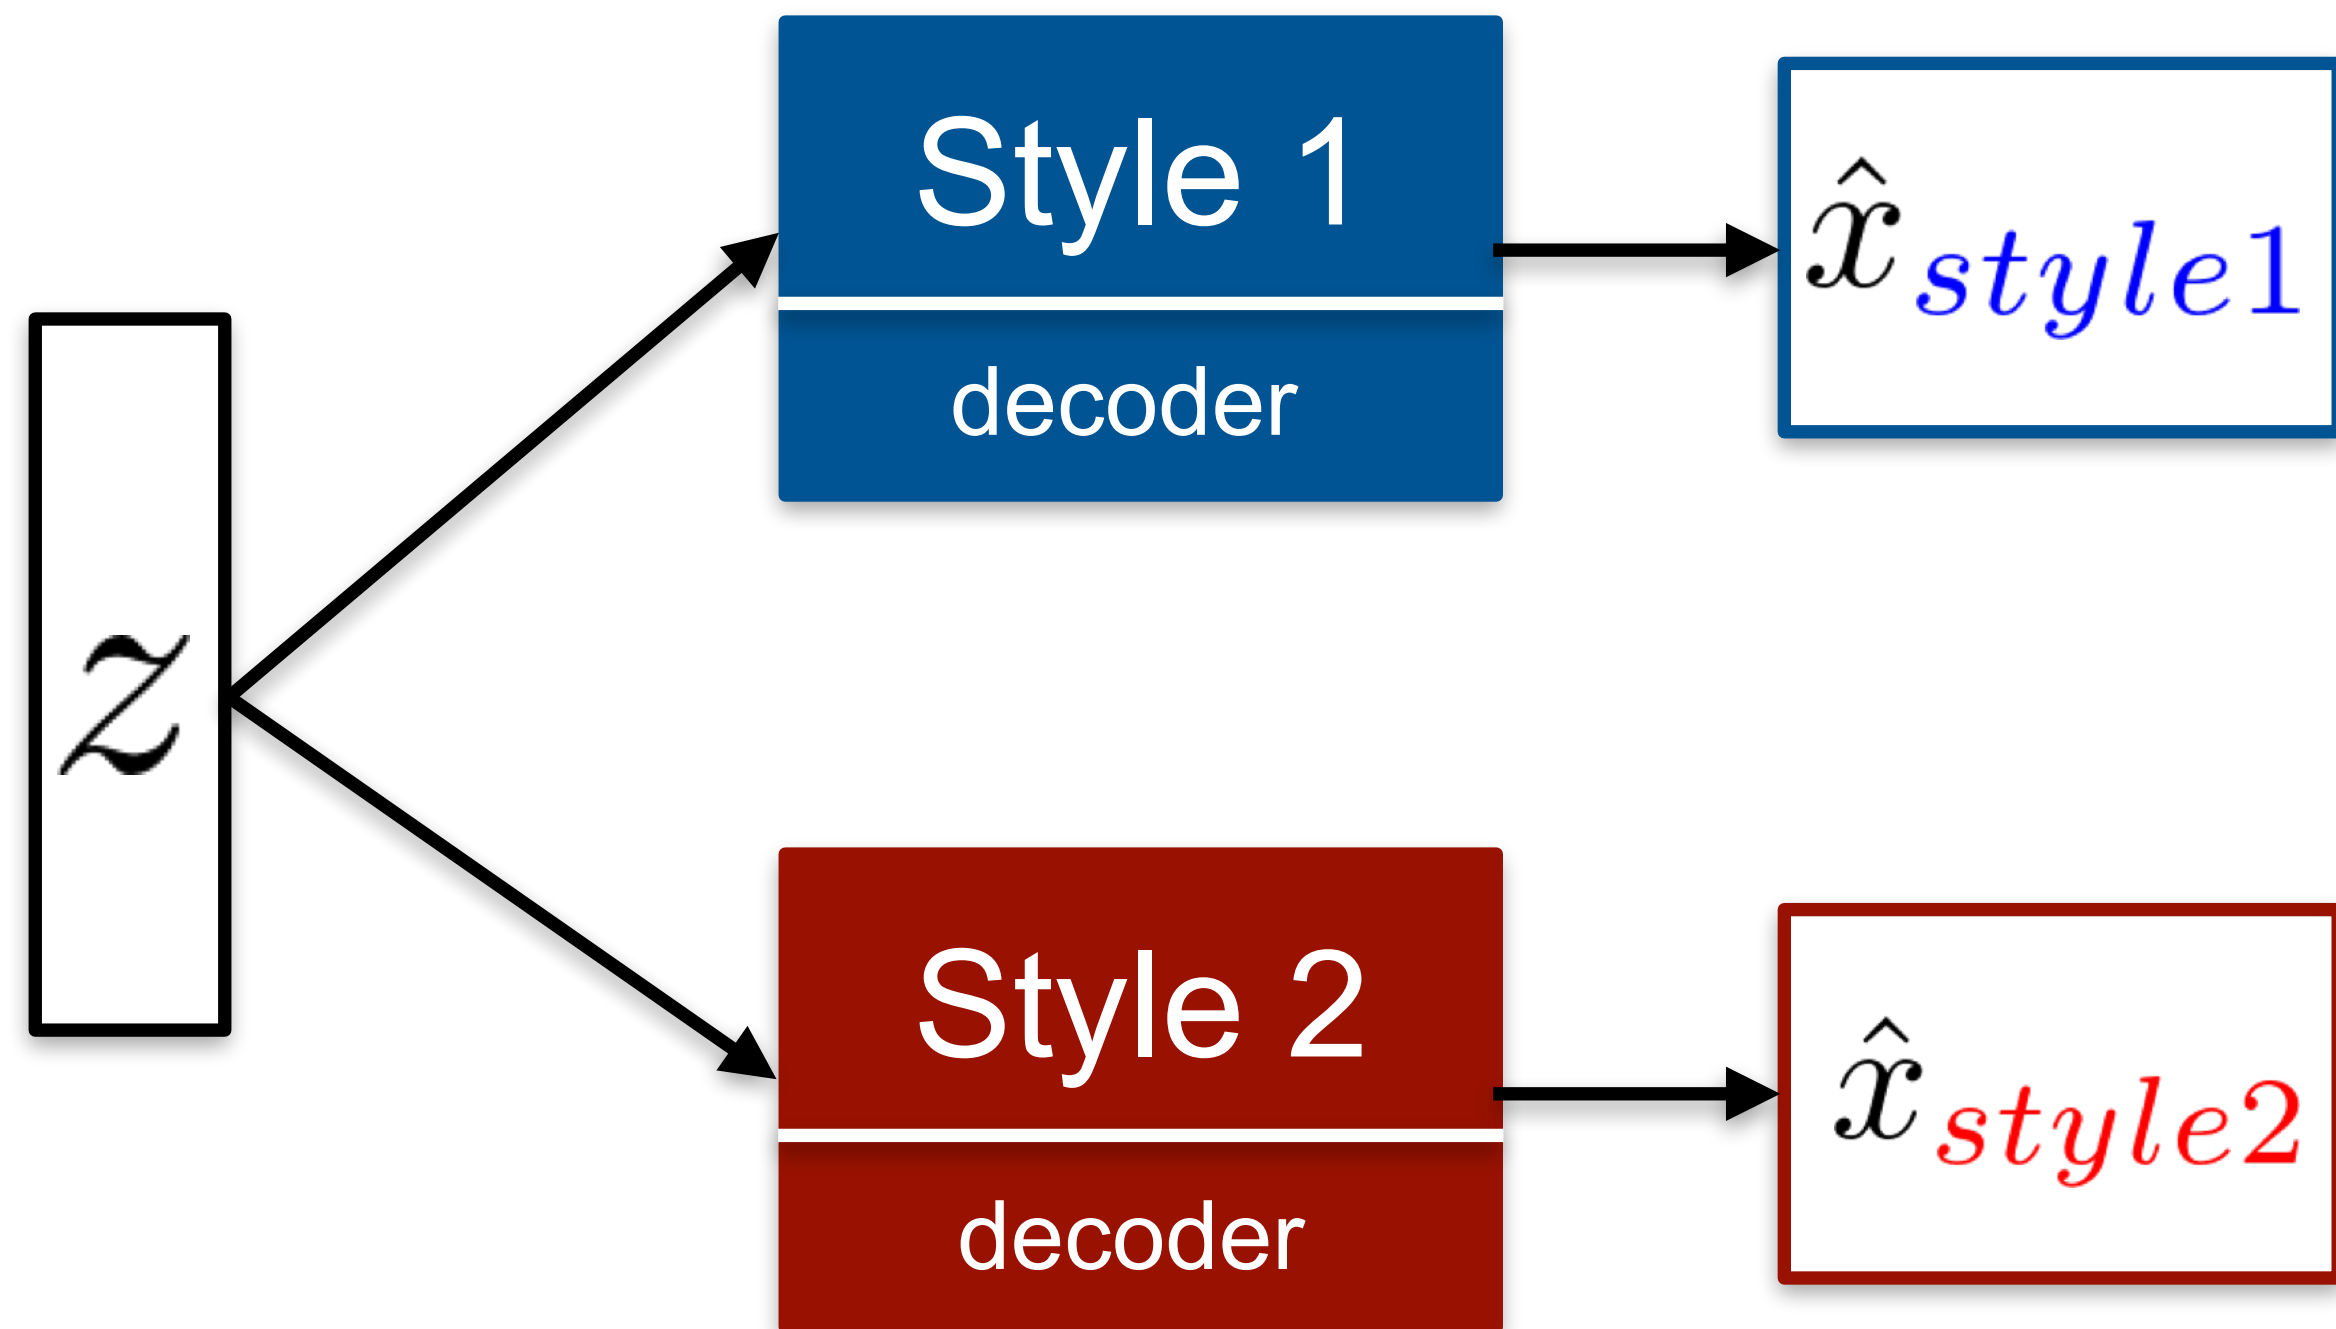 z
Style 1
decoder
x̂ style1
Style 2
decoder
x̂ style2